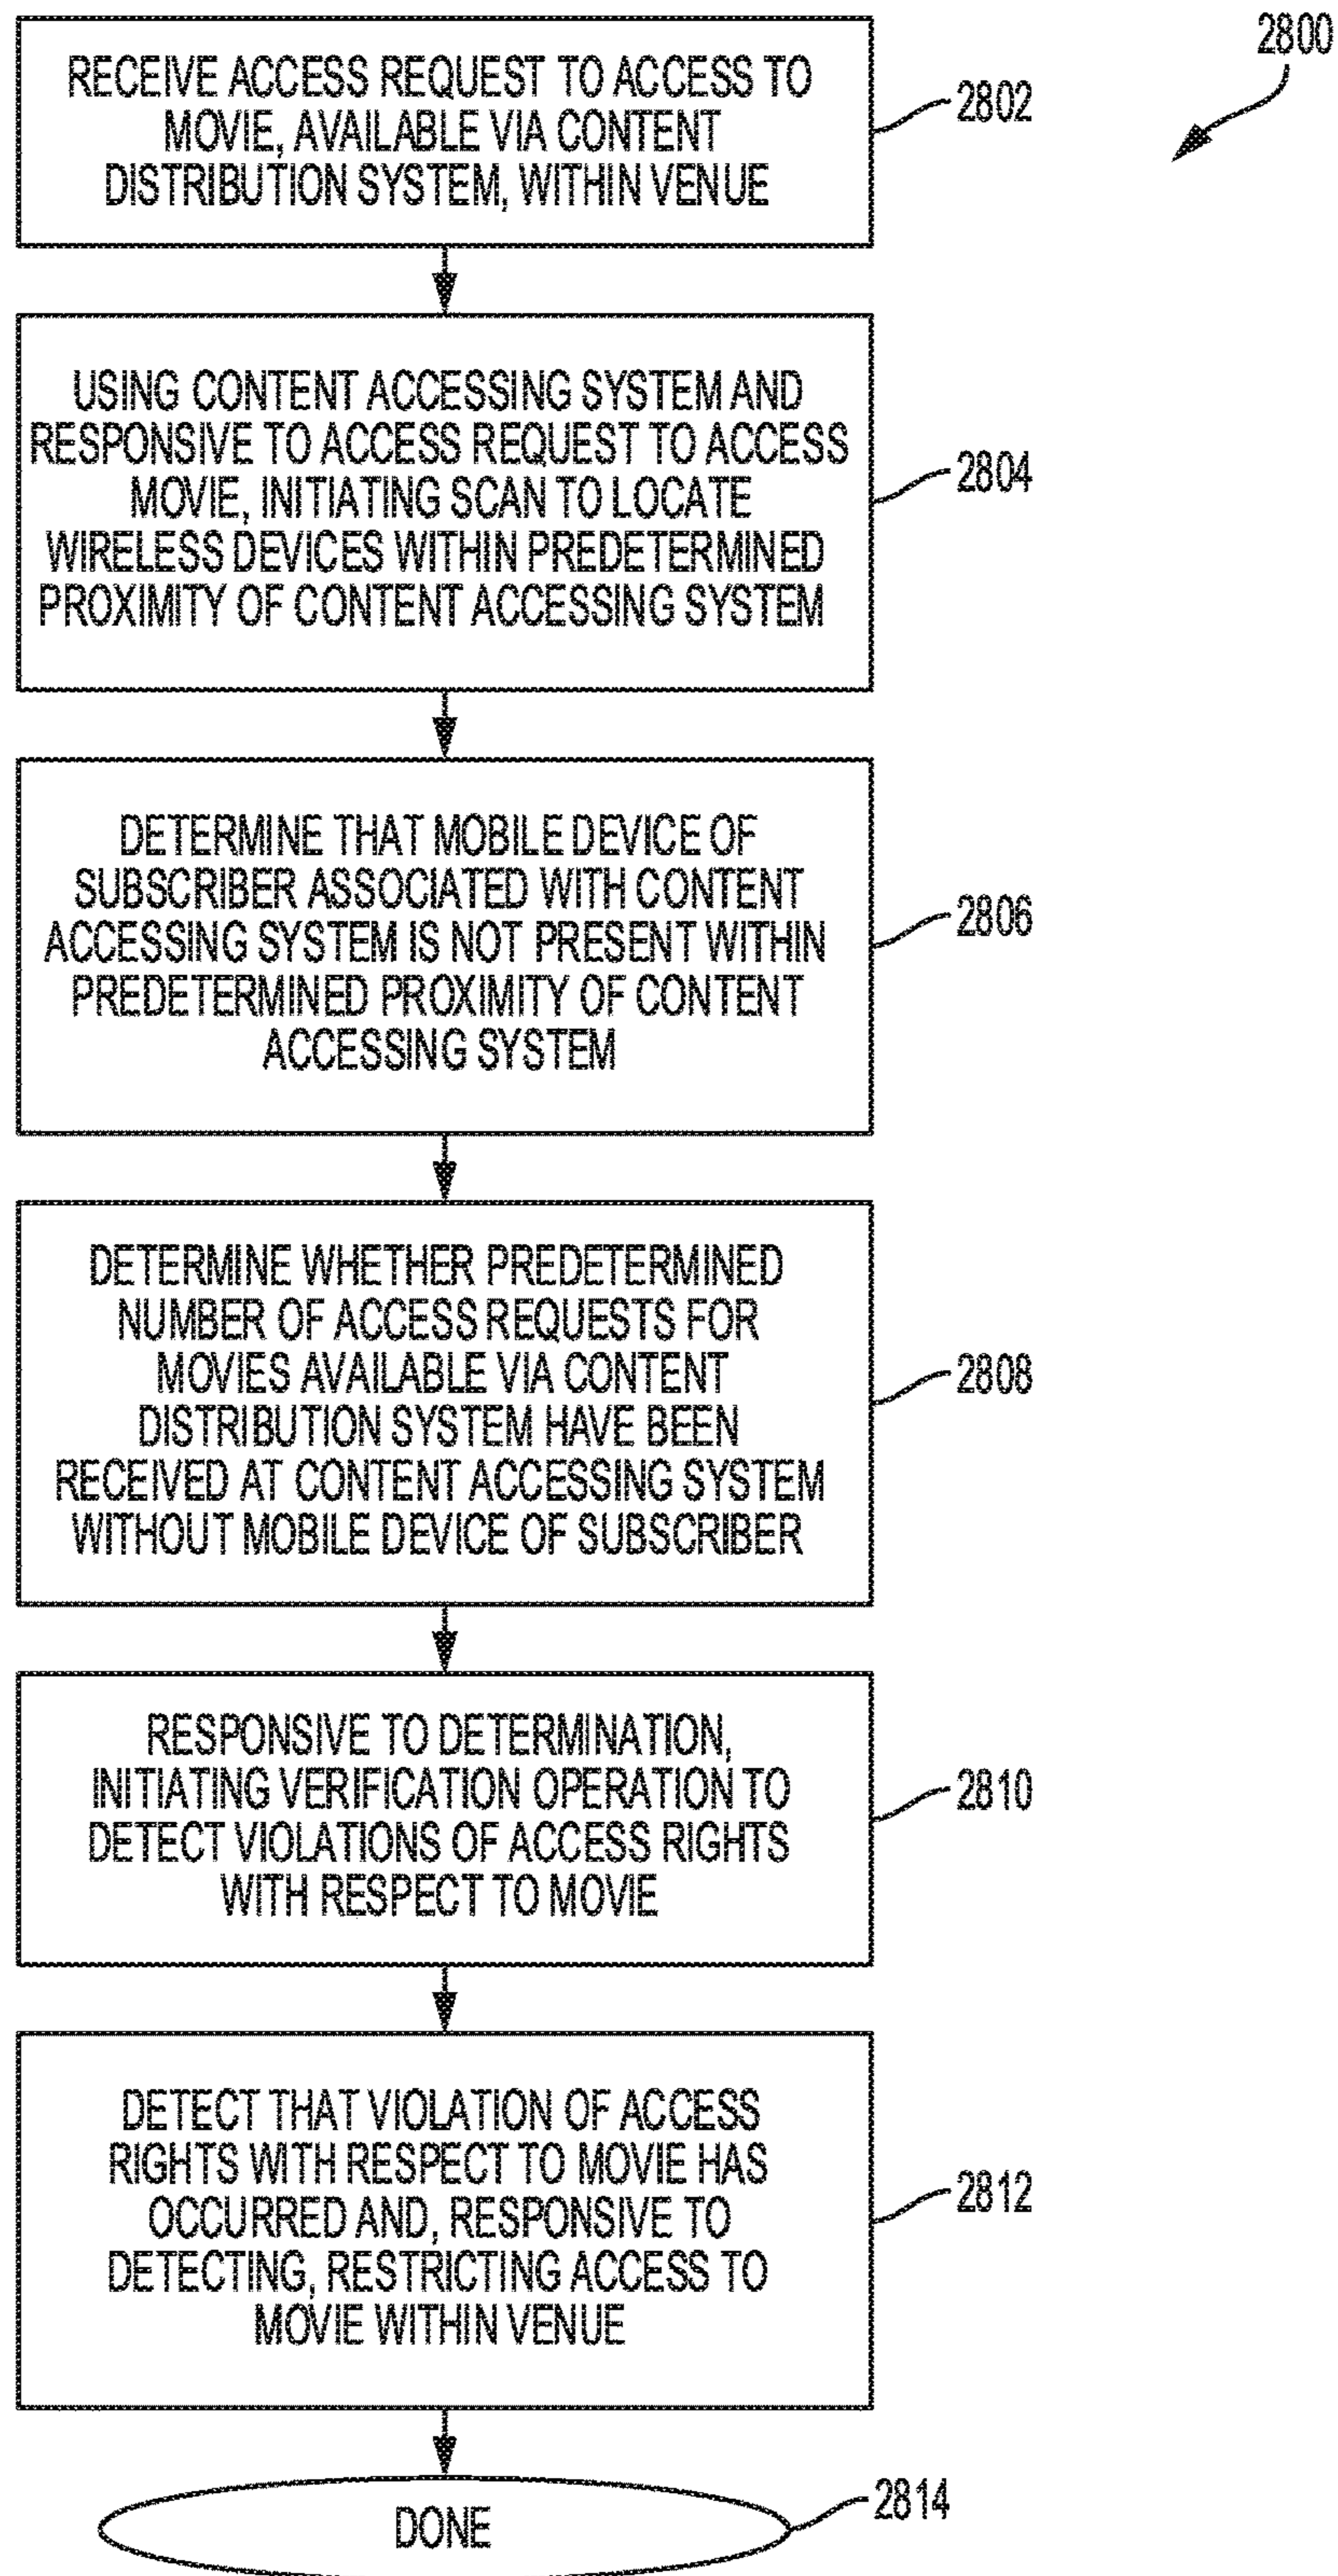 2800
RECEIVE ACCESS REQUEST TO ACCESS TO
MOVIE, AVAILABLE VIA CONTENT
DISTRIBUTION SYSTEM, WITHIN VENUE
2802
USING CONTENT ACCESSING SYSTEM AND
RESPONSIVE TO ACCESS REQUEST TO ACCESS
MOVIE, INITIATING SCAN TO LOCATE
WIRELESS DEVICES WITHIN PREDETERMINED
PROXIMITY OF CONTENT ACCESSING SYSTEM
2804
DETERMINE THAT MOBILE DEVICE OF
SUBSCRIBER ASSOCIATED WITH CONTENT
ACCESSING SYSTEM IS NOT PRESENT WITHIN
PREDETERMINED PROXIMITY OF CONTENT
ACCESSING SYSTEM
2806
DETERMINE WHETHER PREDETERMINED
NUMBER OF ACCESS REQUESTS FOR
MOVIES AVAILABLE VIA CONTENT
DISTRIBUTION SYSTEM HAVE BEEN
RECEIVED AT CONTENT ACCESSING SYSTEM
WITHOUT MOBILE DEVICE OF SUBSCRIBER
2808
RESPONSIVE TO DETERMINATION,
INITIATING VERIFICATION OPERATION TO
DETECT VIOLATIONS OF ACCESS RIGHTS
WITH RESPECT TO MOVIE
2810
DETECT THAT VIOLATION OF ACCESS
RIGHTS WITH RESPECT TO MOVIE HAS
OCCURRED AND, RESPONSIVE TO
DETECTING, RESTRICTING ACCESS TO
MOVIE WITHIN VENUE
2812
DONE
2814